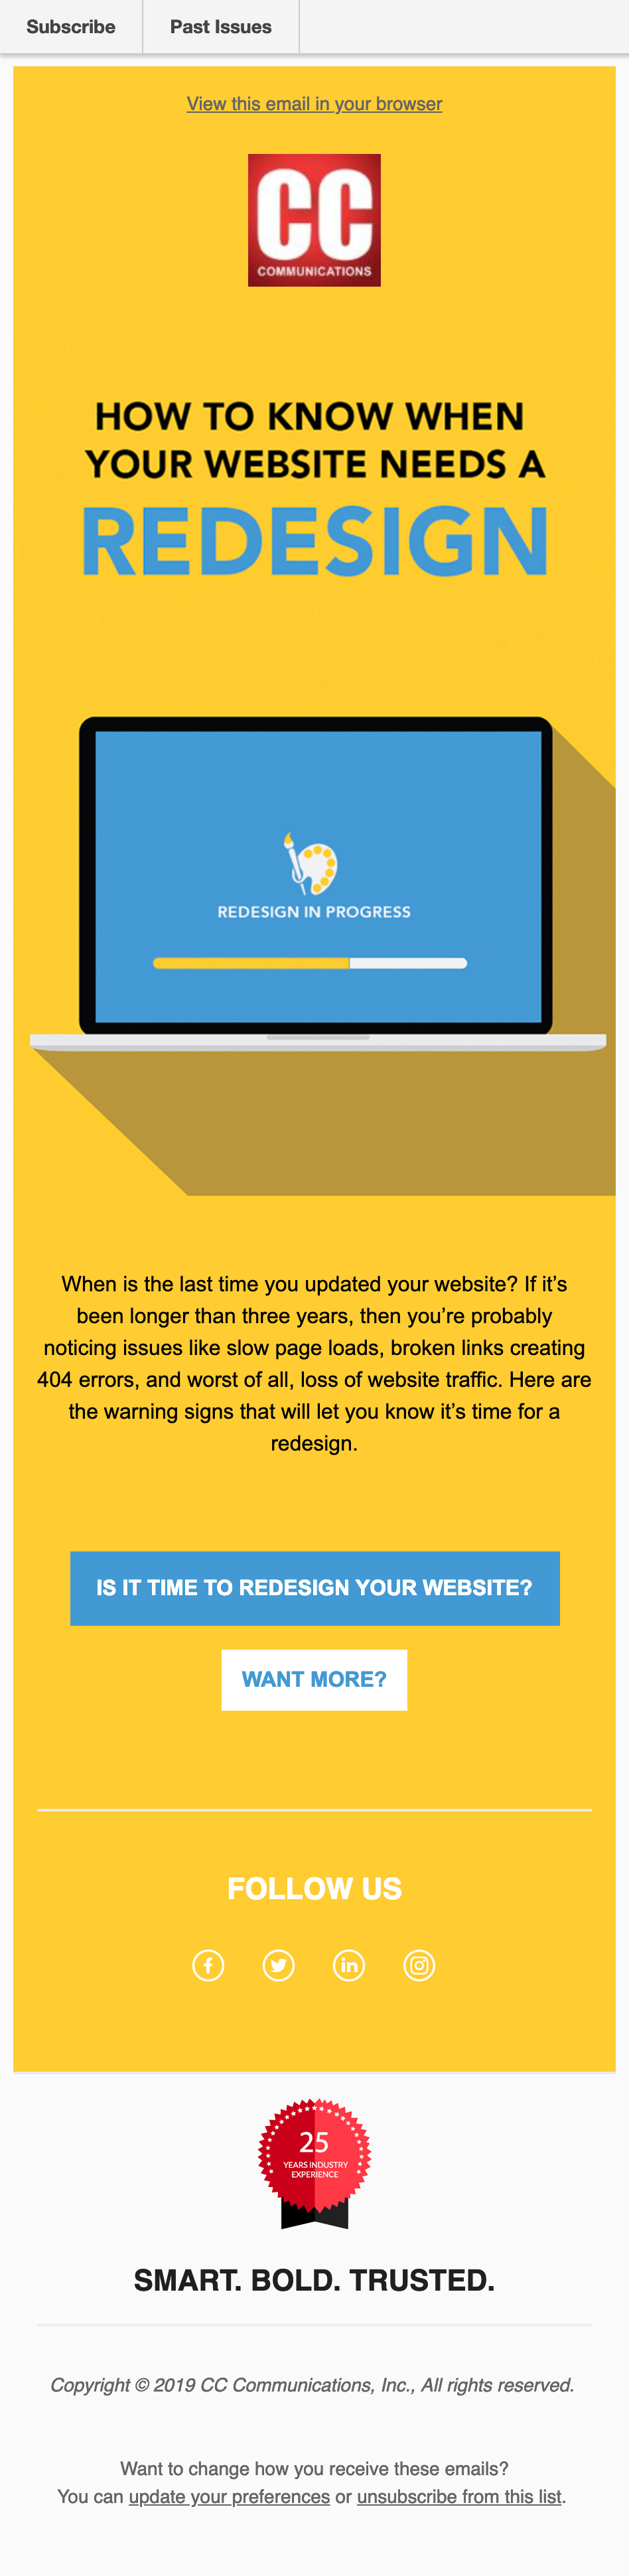 Subscribe
Past Issues
View this email in your browser
CC
COMMUNICATIONS
HOW TO KNOW WHEN
YOUR WEBSITE NEEDS A
REDESIGN
REDESIGN IN PROGRESS
When is the last time you updated your website? If it’s
been longer than three years, then you’re probably
noticing issues like slow page loads, broken links creating
404 errors, and worst of all, loss of website traffic. Here are
the warning signs that will let you know it’s time for a
redesign.
IS IT TIME TO REDESIGN YOUR WEBSITE?
WANT MORE?
FOLLOW US
25
YEARS INDUSTRY
EXPERIENCE
SMART. BOLD. TRUSTED.
Copyright © 2019 CC Communications, Inc., All rights reserved.
Want to change how you receive these emails?
You can update your preferences or unsubscribe from this list.